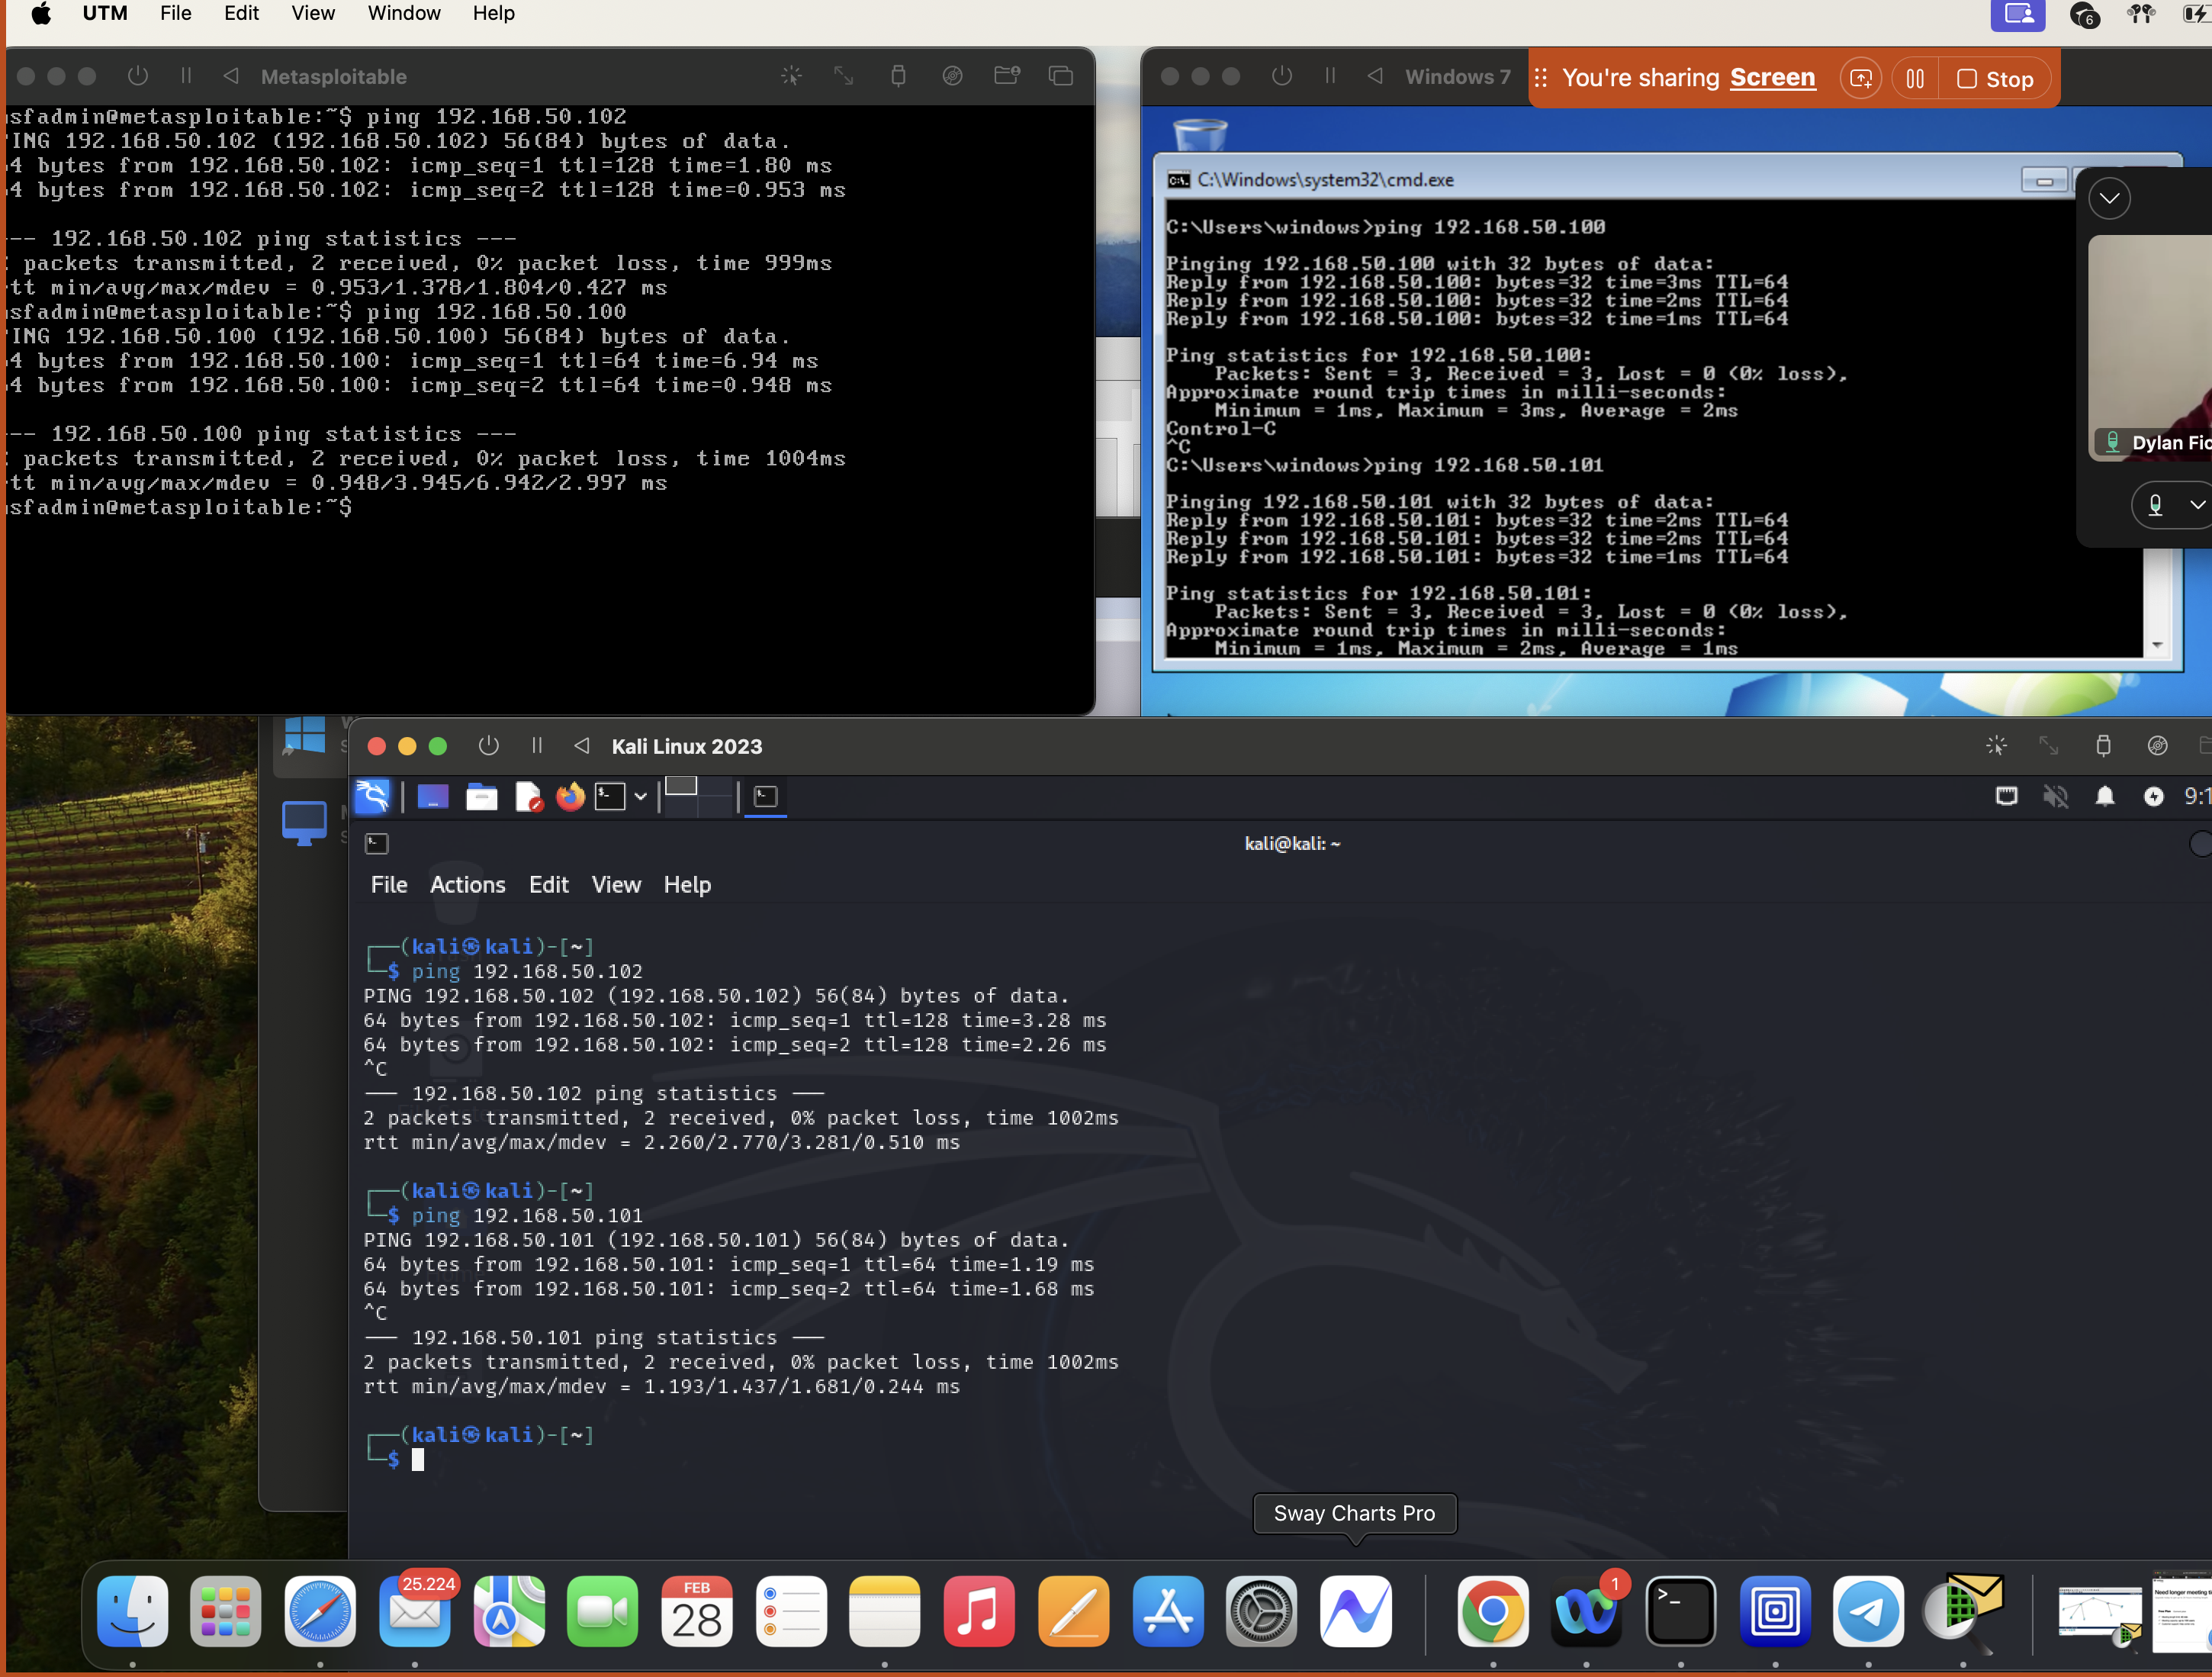 UTM File Edit View Window Help
6
Metasploitable
sfadmin@metasploitable:~$ ping 192.168.50.102
PING 192.168.50.102 (192.168.50.102) 56(84) bytes of data.
4 bytes from 192.168.50.102: icmp_seq=1 ttl=128 time=1.80 ms
4 bytes from 192.168.50.102: icmp_seq=2 ttl=128 time=0.953 ms
--- 192.168.50.102 ping statistics ---
packets transmitted, 2 received, 0% packet loss, time 999ms
tt min/avg/max/mdev = 0.953/1.378/1.804/0.427 ms
sfadmin@metasploitable:~$ ping 192.168.50.100
PING 192.168.50.100 (192.168.50.100) 56(84) bytes of data.
4 bytes from 192.168.50.100: icmp_seq=1 ttl=64 time=6.94 ms
4 bytes from 192.168.50.100: icmp_seq=2 ttl=64 time=0.948 ms
--- 192.168.50.100 ping statistics ---
packets transmitted, 2 received, 0% packet loss, time 1004ms
tt min/avg/max/mdev = 0.948/3.945/6.942/2.997 ms
sfadmin@metasploitable:~$
Windows 7
You're sharing Screen Stop
C:\Windows\system32\cmd.exe
C:\Users\windows>ping 192.168.50.100
Pinging 192.168.50.100 with 32 bytes of data:
Reply from 192.168.50.100: bytes=32 time=3ms TTL=64
Reply from 192.168.50.100: bytes=32 time=2ms TTL=64
Reply from 192.168.50.100: bytes=32 time=1ms TTL=64
Ping statistics for 192.168.50.100:
Packets: Sent = 3, Received = 3, Lost = 0 (0% loss),
Approximate round trip times in milli-seconds:
Minimum = 1ms, Maximum = 3ms, Average = 2ms
Control-C
^C
C:\Users\windows>ping 192.168.50.101
Pinging 192.168.50.101 with 32 bytes of data:
Reply from 192.168.50.101: bytes=32 time=2ms TTL=64
Reply from 192.168.50.101: bytes=32 time=2ms TTL=64
Reply from 192.168.50.101: bytes=32 time=1ms TTL=64
Ping statistics for 192.168.50.101:
Packets: Sent = 3, Received = 3, Lost = 0 (0% loss),
Approximate round trip times in milli-seconds:
Minimum = 1ms, Maximum = 2ms, Average = 1ms
Dylan Fio
Kali Linux 2023
9:1
kali@kali: ~
File Actions Edit View Help
┌──(kali㉿kali)-[~]
└─$ ping 192.168.50.102
PING 192.168.50.102 (192.168.50.102) 56(84) bytes of data.
64 bytes from 192.168.50.102: icmp_seq=1 ttl=128 time=3.28 ms
64 bytes from 192.168.50.102: icmp_seq=2 ttl=128 time=2.26 ms
^C
--- 192.168.50.102 ping statistics ---
2 packets transmitted, 2 received, 0% packet loss, time 1002ms
rtt min/avg/max/mdev = 2.260/2.770/3.281/0.510 ms
┌──(kali㉿kali)-[~]
└─$ ping 192.168.50.101
PING 192.168.50.101 (192.168.50.101) 56(84) bytes of data.
64 bytes from 192.168.50.101: icmp_seq=1 ttl=64 time=1.19 ms
64 bytes from 192.168.50.101: icmp_seq=2 ttl=64 time=1.68 ms
^C
--- 192.168.50.101 ping statistics ---
2 packets transmitted, 2 received, 0% packet loss, time 1002ms
rtt min/avg/max/mdev = 1.193/1.437/1.681/0.244 ms
┌──(kali㉿kali)-[~]
└─$
Sway Charts Pro
25.224
FEB
28
1